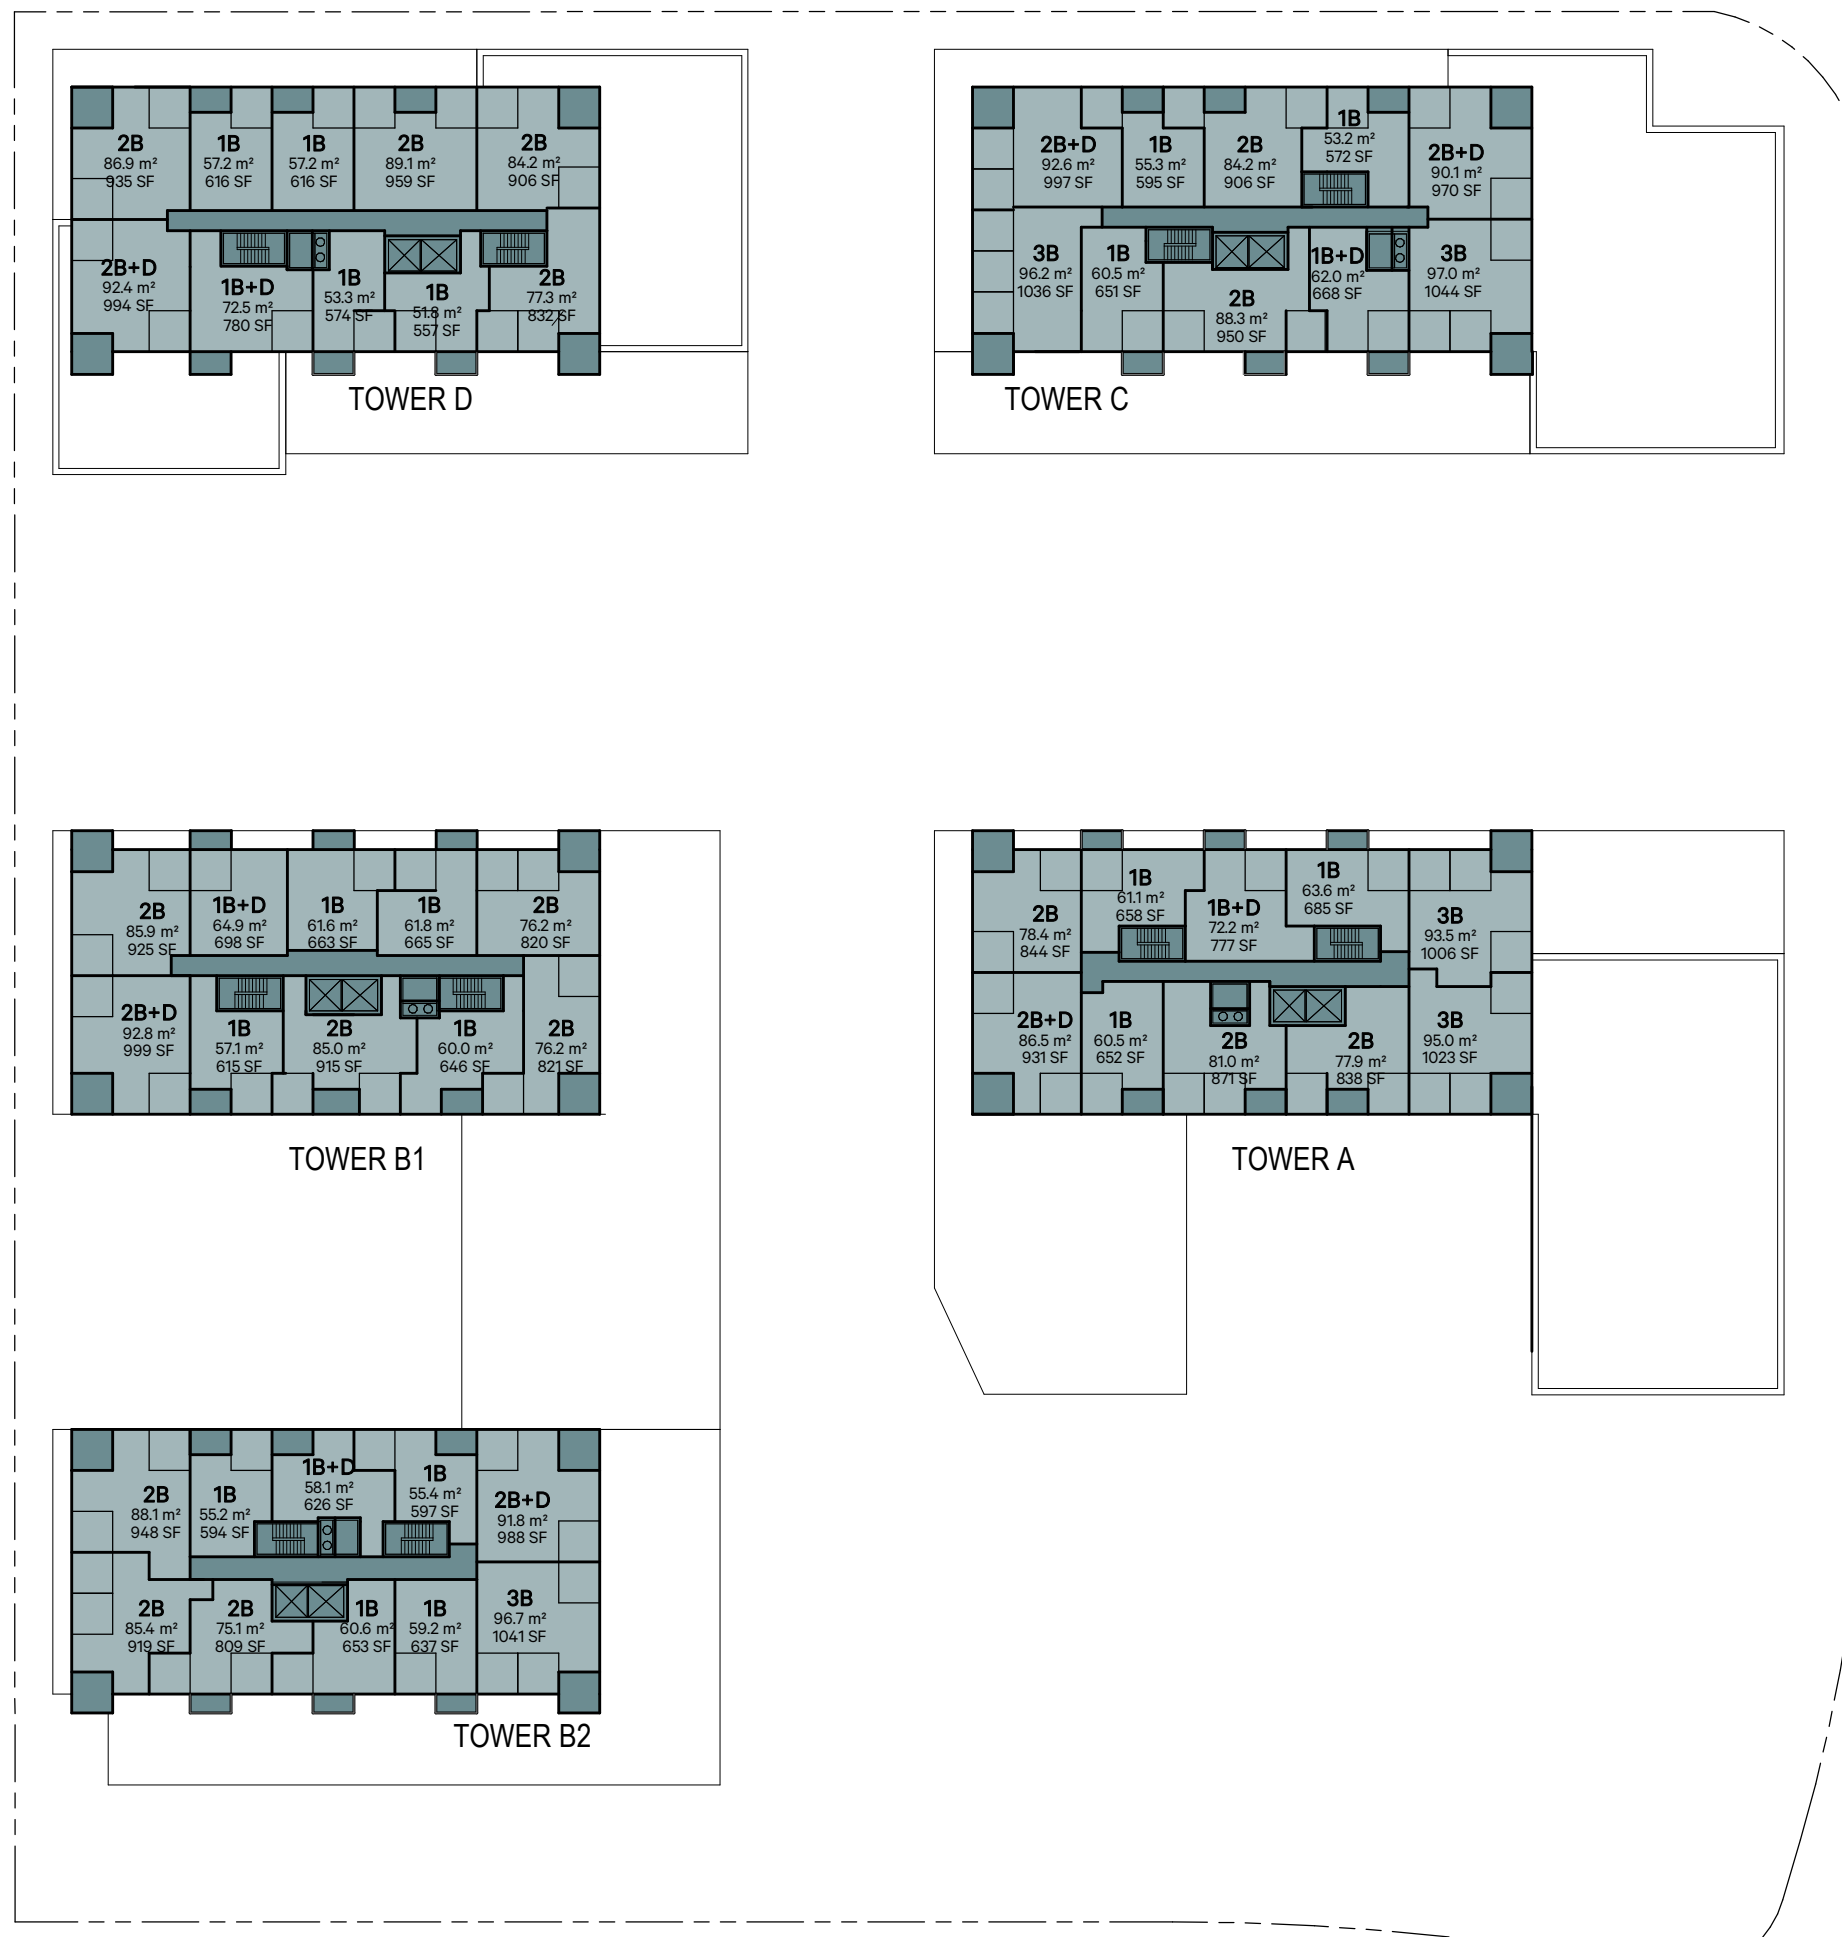 2B
86.9 m²
935 SF
1B
57.2 m²
616 SF
1B
57.2 m²
616 SF
2B
89.1 m²
959 SF
2B
84.2 m²
906 SF
2B+D
92.4 m²
994 SF
1B+D
72.5 m²
780 SF
1B
53.3 m²
574 SF
1B
51.8 m²
557 SF
2B
77.3 m²
832 SF
TOWER D
2B+D
92.6 m²
997 SF
1B
55.3 m²
595 SF
2B
84.2 m²
906 SF
1B
53.2 m²
572 SF
2B+D
90.1 m²
970 SF
3B
96.2 m²
1036 SF
1B
60.5 m²
651 SF
2B
88.3 m²
950 SF
1B+D
62.0 m²
668 SF
3B
97.0 m²
1044 SF
TOWER C
2B
85.9 m²
925 SF
1B+D
64.9 m²
698 SF
1B
61.6 m²
663 SF
1B
61.8 m²
665 SF
2B
76.2 m²
820 SF
2B+D
92.8 m²
999 SF
1B
57.1 m²
615 SF
2B
85.0 m²
915 SF
1B
60.0 m²
646 SF
2B
76.2 m²
821 SF
TOWER B1
2B
78.4 m²
844 SF
1B
61.1 m²
658 SF
1B+D
72.2 m²
777 SF
1B
63.6 m²
685 SF
3B
93.5 m²
1006 SF
2B+D
86.5 m²
931 SF
1B
60.5 m²
652 SF
2B
81.0 m²
871 SF
2B
77.9 m²
838 SF
3B
95.0 m²
1023 SF
TOWER A
2B
88.1 m²
948 SF
1B
55.2 m²
594 SF
1B+D
58.1 m²
626 SF
1B
55.4 m²
597 SF
2B+D
91.8 m²
988 SF
2B
85.4 m²
919 SF
2B
75.1 m²
809 SF
1B
60.6 m²
653 SF
1B
59.2 m²
637 SF
3B
96.7 m²
1041 SF
TOWER B2